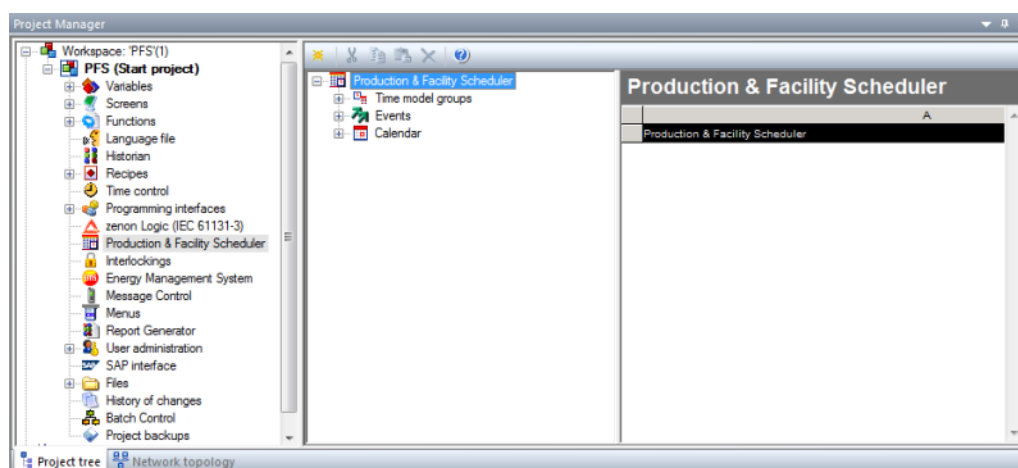 Project Manager
Workspace: 'PFS'(1)
PFS (Start project)
Variables
Screens
Functions
Language file
Historian
Recipes
Time control
Programming interfaces
zenon Logic (IEC 61131-3)
Production & Facility Scheduler
Interlockings
Energy Management System
Message Control
Menus
Report Generator
User administration
SAP interface
Files
History of changes
Batch Control
Project backups
Project tree
Network topology
Production & Facility Scheduler
Time model groups
Events
Calendar
Production & Facility Scheduler
A
Production & Facility Scheduler